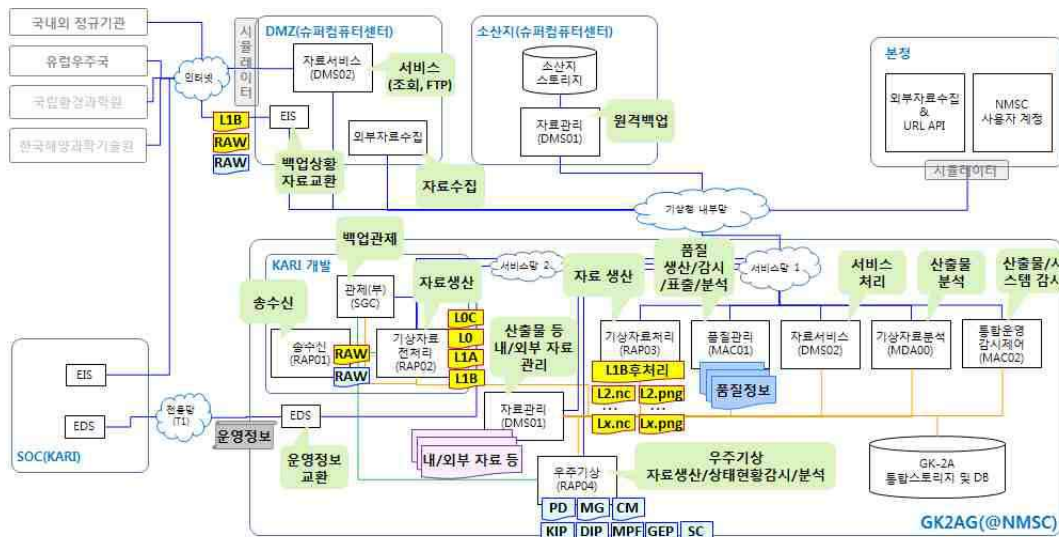 국내외 정규기관
유럽우주국
국립환경과학원
한국해양과학기술원
인터넷
시뮬레이터
DMZ(슈퍼컴퓨터센터)
자료서비스
(DMS02)
서비스
(조회, FTP)
L1B
RAW
RAW
EIS
백업상황
자료교환
외부자료수집
자료수집
소산지(슈퍼컴퓨터센터)
소산지
스토리지
자료관리
(DMS01)
원격백업
본청
외부자료수집
&
URL API
NMSC
사용자 계정
시뮬레이터
기상청 내부망
KARI 개발
백업관제
관제(부)
(SGC)
송수신
송수신
(RAP01)
RAW
RAW
자료생산
기상자료
전처리
(RAP02)
L0C
L0
L1A
L1B
서비스망 2
서비스망 1
산출물 등
내/외부 자료
관리
자료관리
(DMS01)
내/외부 자료 등
자료 생산
기상자료처리
(RAP03)
L1B후처리
L2.nc
L2.png
...
...
Lx.nc
Lx.png
품질
생산/감시
/표출/분석
품질관리
(MAC01)
품질정보
서비스
처리
자료서비스
(DMS02)
산출물
분석
기상자료분석
(MDA00)
산출물/시
스템 감시
통합운영
감시제어
(MAC02)
EIS
EDS
SOC(KARI)
전용망
(T1)
운영정보
EDS
운영정보
교환
우주기상
(RAP04)
우주기상
자료생산/상태현황감시/분석
PD
MG
CM
KIP
DIP
MPF
GEP
SC
GK-2A
통합스토리지 및 DB
GK2AG(@NMSC)